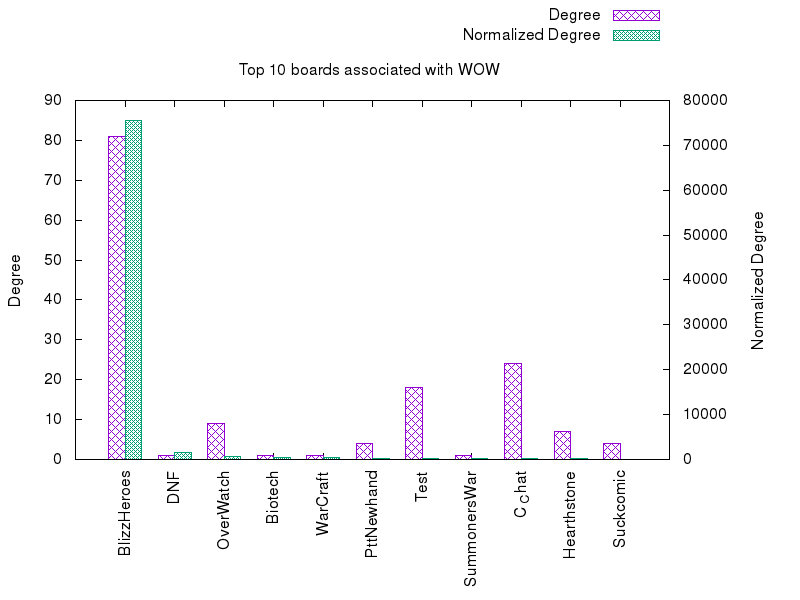 Degree
Normalized Degree
Top 10 boards associated with WOW
90
80
70
60
50
40
30
20
10
0
80000
70000
60000
50000
40000
30000
20000
10000
0
Degree
Normalized Degree
BlizzHeroes
DNF
OverWatch
Biotech
WarCraft
PttNewhand
Test
SummonersWar
CChat
Hearthstone
Suckcomic